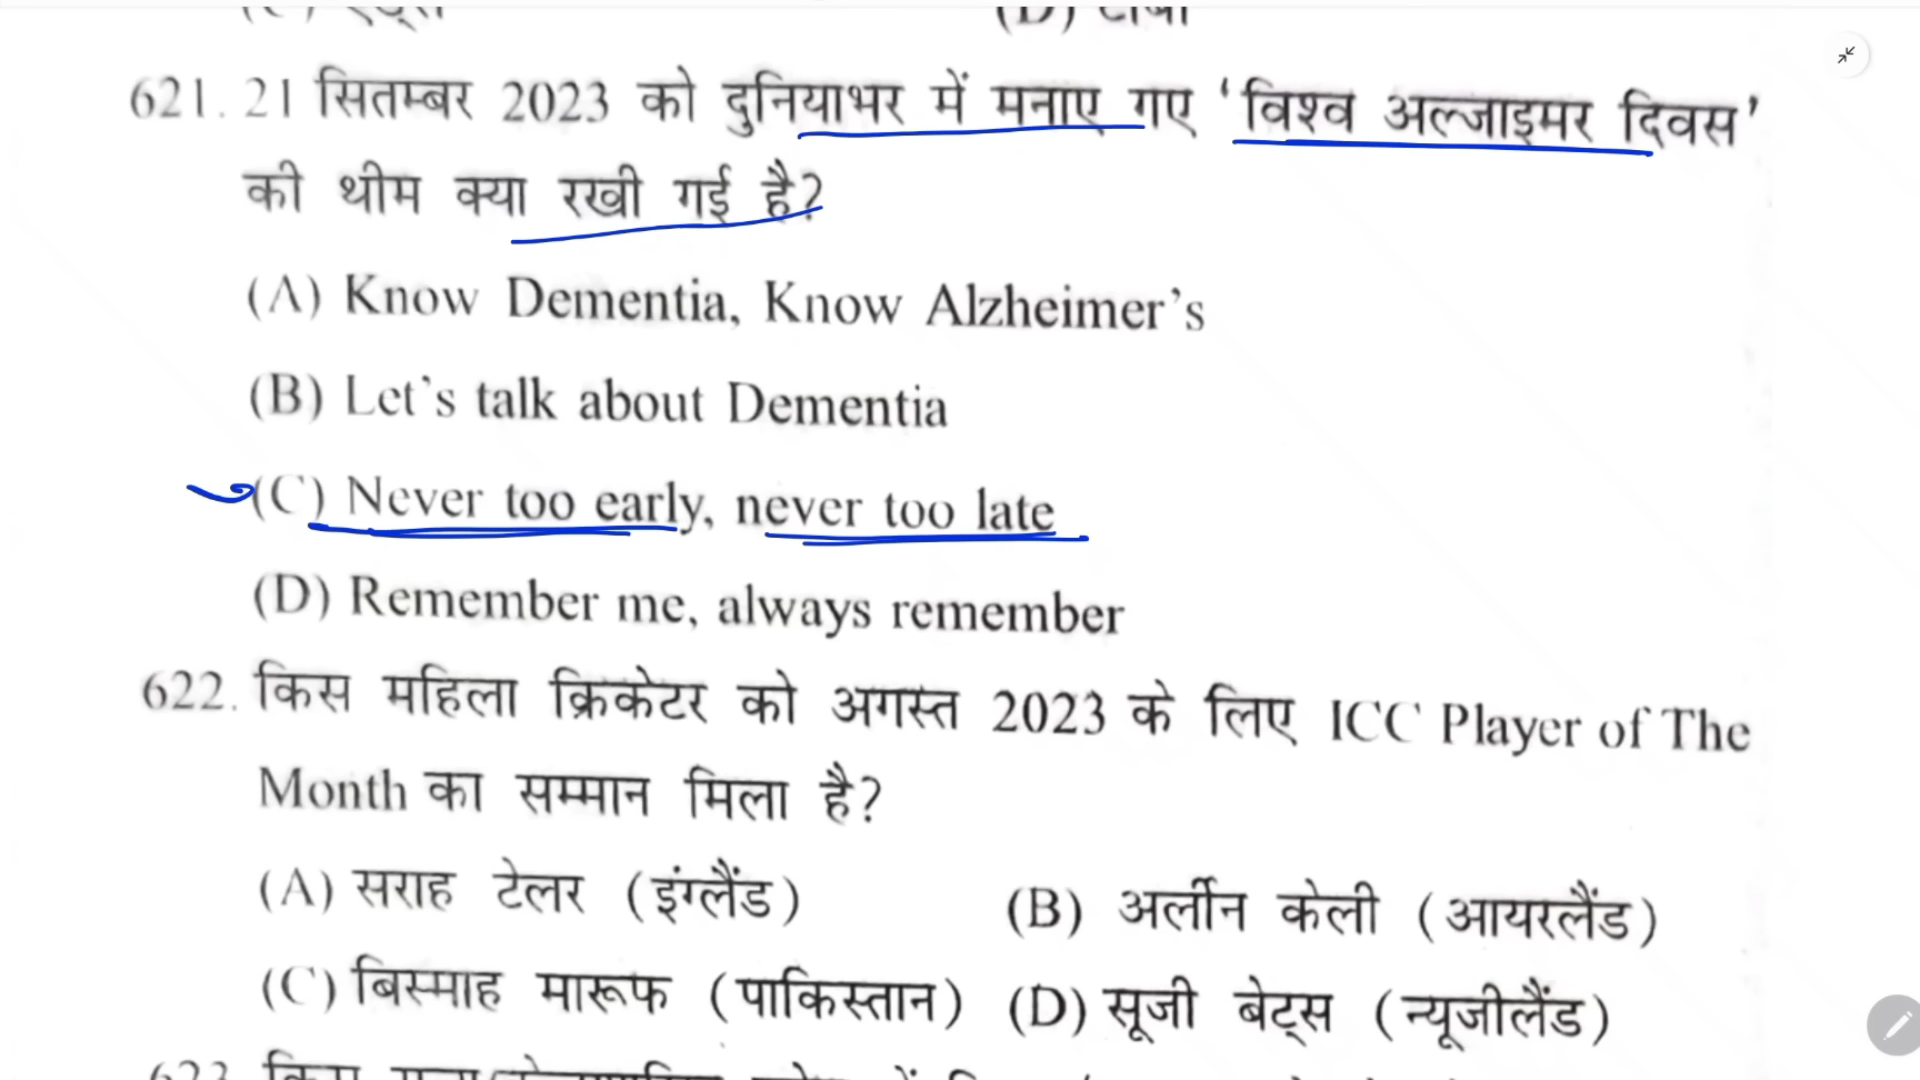 621. 21 सितम्बर 2023 को दुनियाभर में मनाए गए ‘विश्व अल्जाइमर दिवस’
की थीम क्या रखी गई है?
(A) Know Dementia, Know Alzheimer’s
(B) Let’s talk about Dementia
(C) Never too early, never too late
(D) Remember me, always remember
622. किस महिला क्रिकेटर को अगस्त 2023 के लिए ICC Player of The
Month का सम्मान मिला है?
(A) सराह टेलर (इंग्लैंड) (B) अर्लीन केली (आयरलैंड)
(C) बिस्माह मारूफ (पाकिस्तान) (D) सूजी बेट्स (न्यूजीलैंड)